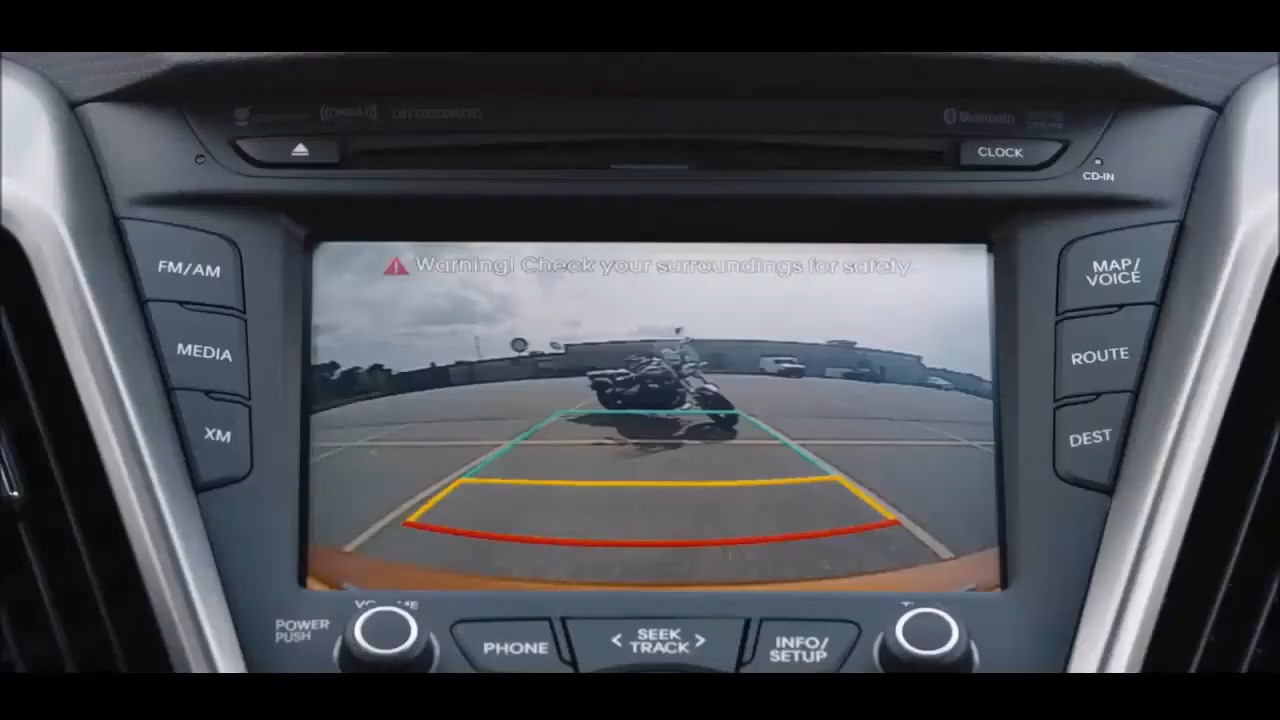 Bluetooth
CLOCK
CD-IN
FM/AM
MEDIA
XM
Warning! Check your surroundings for safety.
MAP/
VOICE
ROUTE
DEST
POWER
PUSH
PHONE
< SEEK >
TRACK
INFO/
SETUP